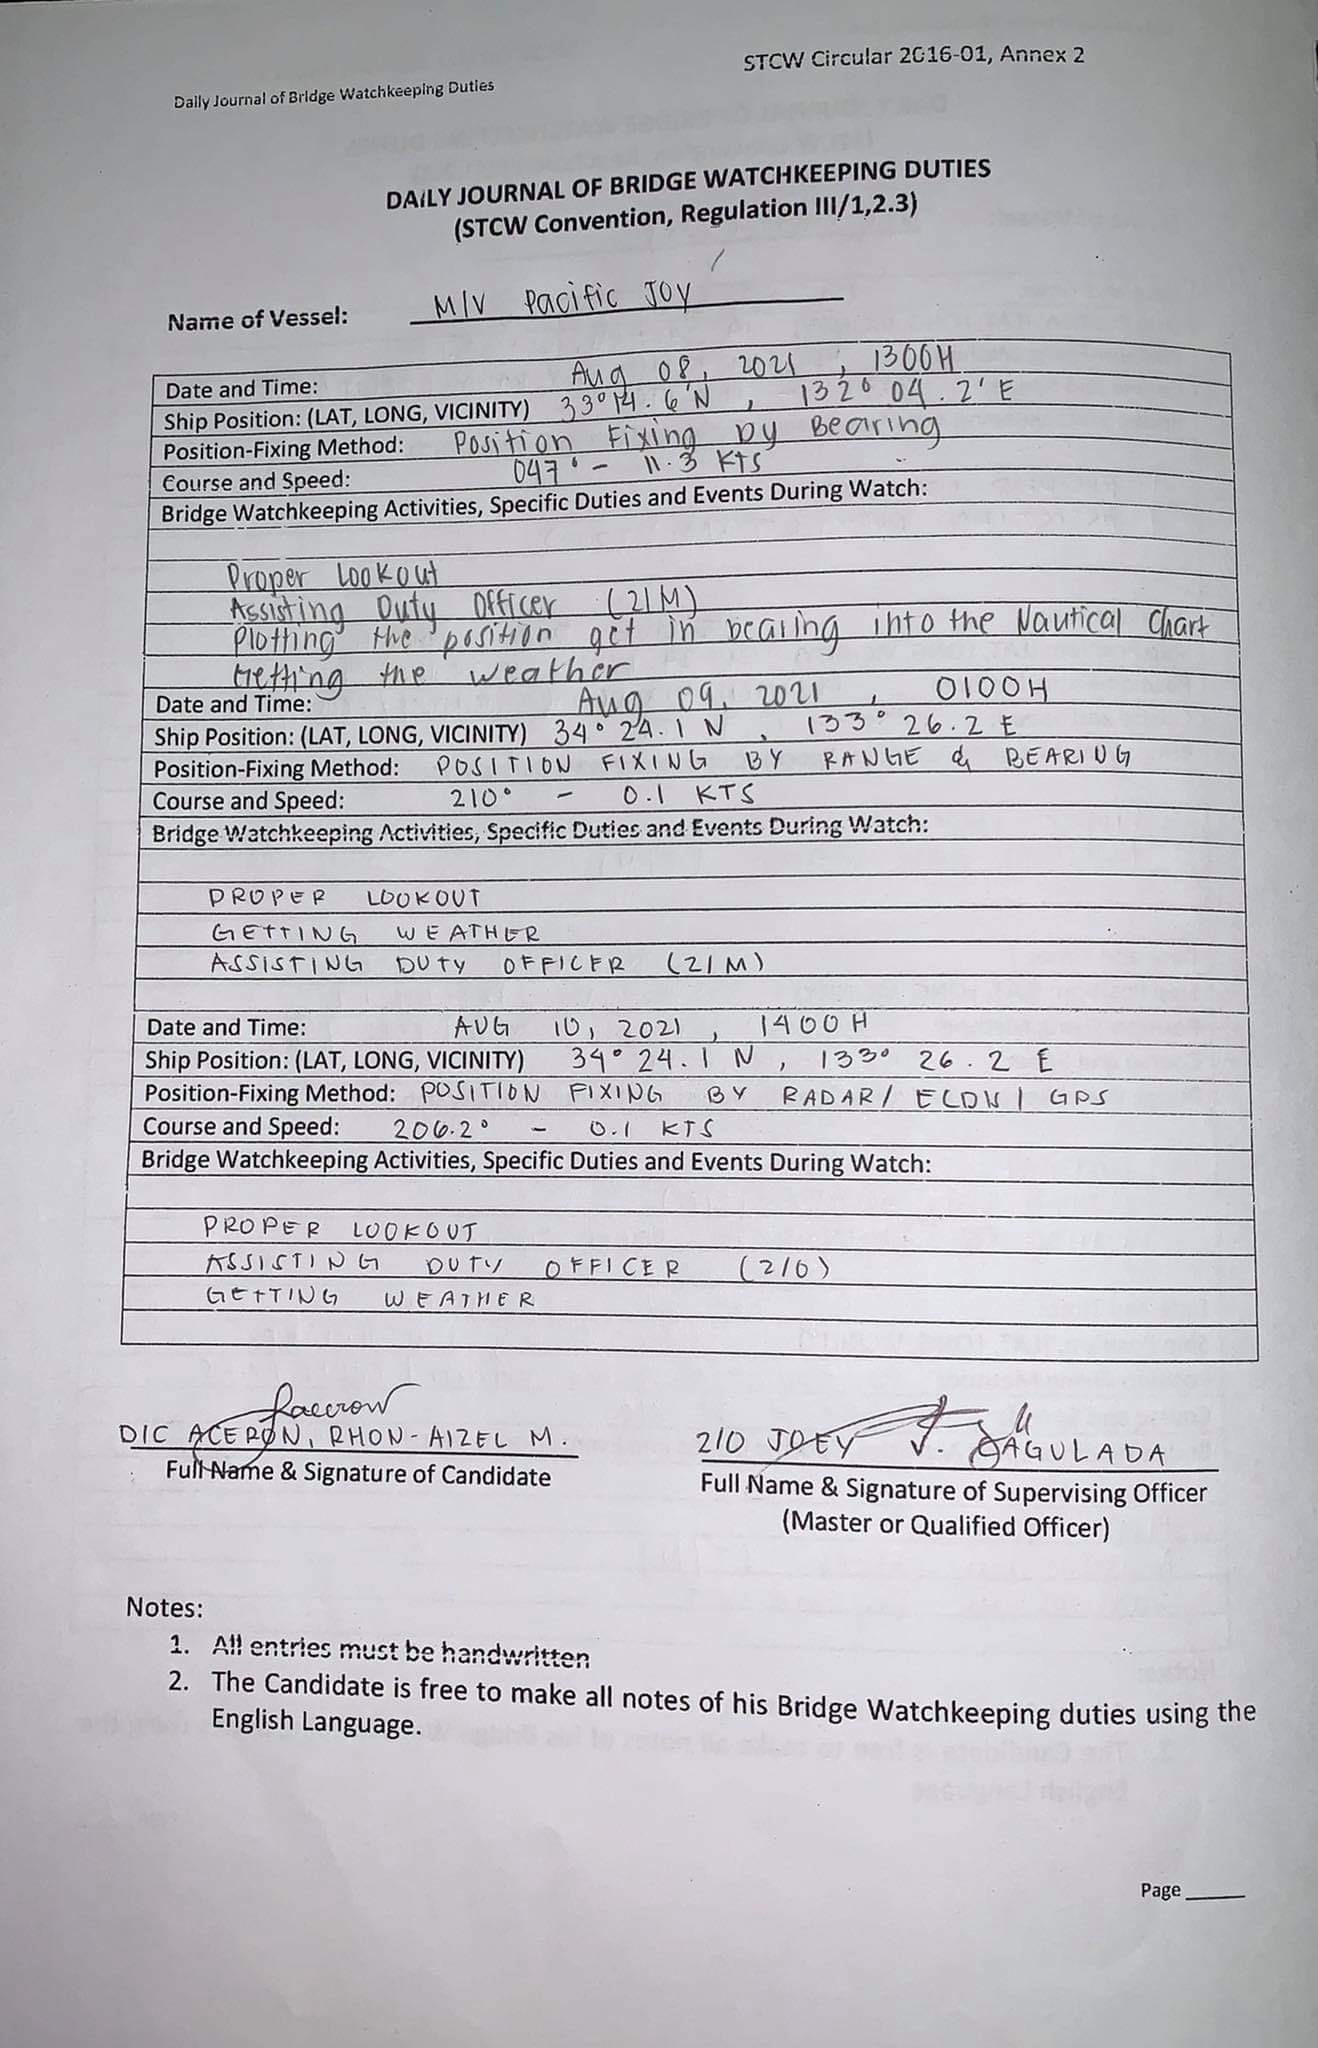 STCW Circular 2016-01, Annex 2
Daily Journal of Bridge Watchkeeping Duties
DAILY JOURNAL OF BRIDGE WATCHKEEPING DUTIES
(STCW Convention, Regulation III/1,2.3)
Name of Vessel: M/V Pacific Joy
Date and Time: Aug 08, 2021, 1300H
Ship Position: (LAT, LONG, VICINITY) 33° 14.6'N, 132° 04.2'E
Position-Fixing Method: Position Fixing by Bearing
Course and Speed: 047° - 11.3 KTS
Bridge Watchkeeping Activities, Specific Duties and Events During Watch:
Proper Lookout
Assisting Duty Officer (2/M)
Plotting the position get in bearing into the Nautical Chart
Getting the weather
Date and Time: Aug 09, 2021, 0100H
Ship Position: (LAT, LONG, VICINITY) 34° 24.1 N, 133° 26.2 E
Position-Fixing Method: POSITION FIXING BY RANGE & BEARING
Course and Speed: 210° - 0.1 KTS
Bridge Watchkeeping Activities, Specific Duties and Events During Watch:
PROPER LOOKOUT
GETTING WEATHER
ASSISTING DUTY OFFICER (2/M)
Date and Time: AUG 10, 2021, 1400H
Ship Position: (LAT, LONG, VICINITY) 34° 24.1 N, 133° 26.2 E
Position-Fixing Method: POSITION FIXING BY RADAR/ ECDIS / GPS
Course and Speed: 206.2° - 0.1 KTS
Bridge Watchkeeping Activities, Specific Duties and Events During Watch:
PROPER LOOKOUT
ASSISTING DUTY OFFICER (2/O)
GETTING WEATHER
D/C ACERON, RHON-AIZEL M. 2/O JOEY J. DAGULADA
Full Name & Signature of Candidate Full Name & Signature of Supervising Officer
(Master or Qualified Officer)
Notes:
1. All entries must be handwritten
2. The Candidate is free to make all notes of his Bridge Watchkeeping duties using the
English Language.
Page